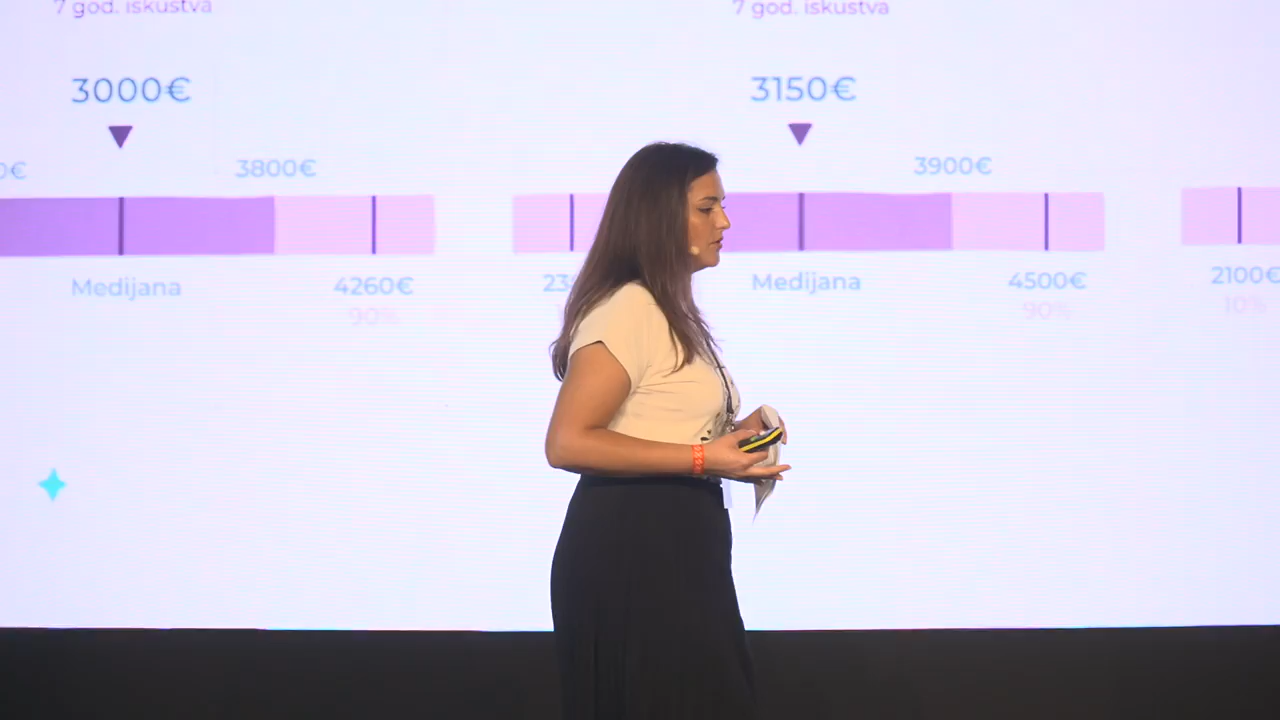 7 god. iskustva
3000€
3800€
Medijana
4260€
90%
7 god. iskustva
3150€
3900€
Medijana
4500€
90%
2100€
10%